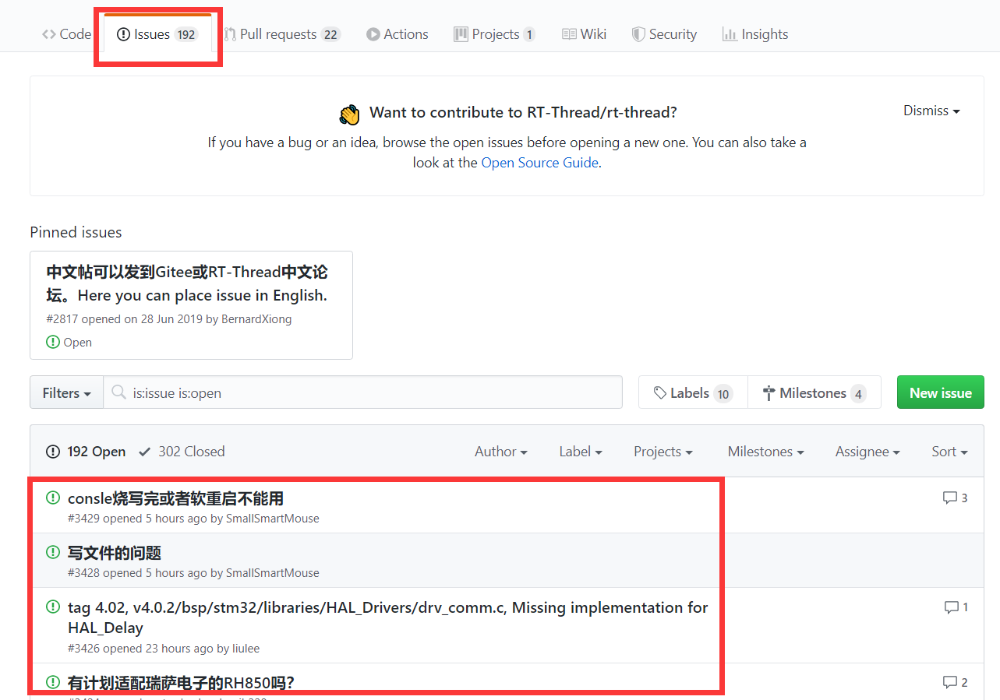 Code Issues 192 Pull requests 22 Actions Projects 1 Wiki Security Insights
Want to contribute to RT-Thread/rt-thread? Dismiss
If you have a bug or an idea, browse the open issues before opening a new one. You can also take a
look at the Open Source Guide.
Pinned issues
中文帖可以发到Gitee或RT-Thread中文论
坛。Here you can place issue in English.
#2817 opened on 28 Jun 2019 by BernardXiong
Open
Filters is:issue is:open Labels 10 Milestones 4 New issue
192 Open 302 Closed Author Label Projects Milestones Assignee Sort
consle烧写完或者软重启不能用 3
#3429 opened 5 hours ago by SmallSmartMouse
写文件的问题
#3428 opened 5 hours ago by SmallSmartMouse
tag 4.02, v4.0.2/bsp/stm32/libraries/HAL_Drivers/drv_comm.c, Missing implementation for 1
HAL_Delay
#3426 opened 23 hours ago by liulee
有计划适配瑞萨电子的RH850吗? 2